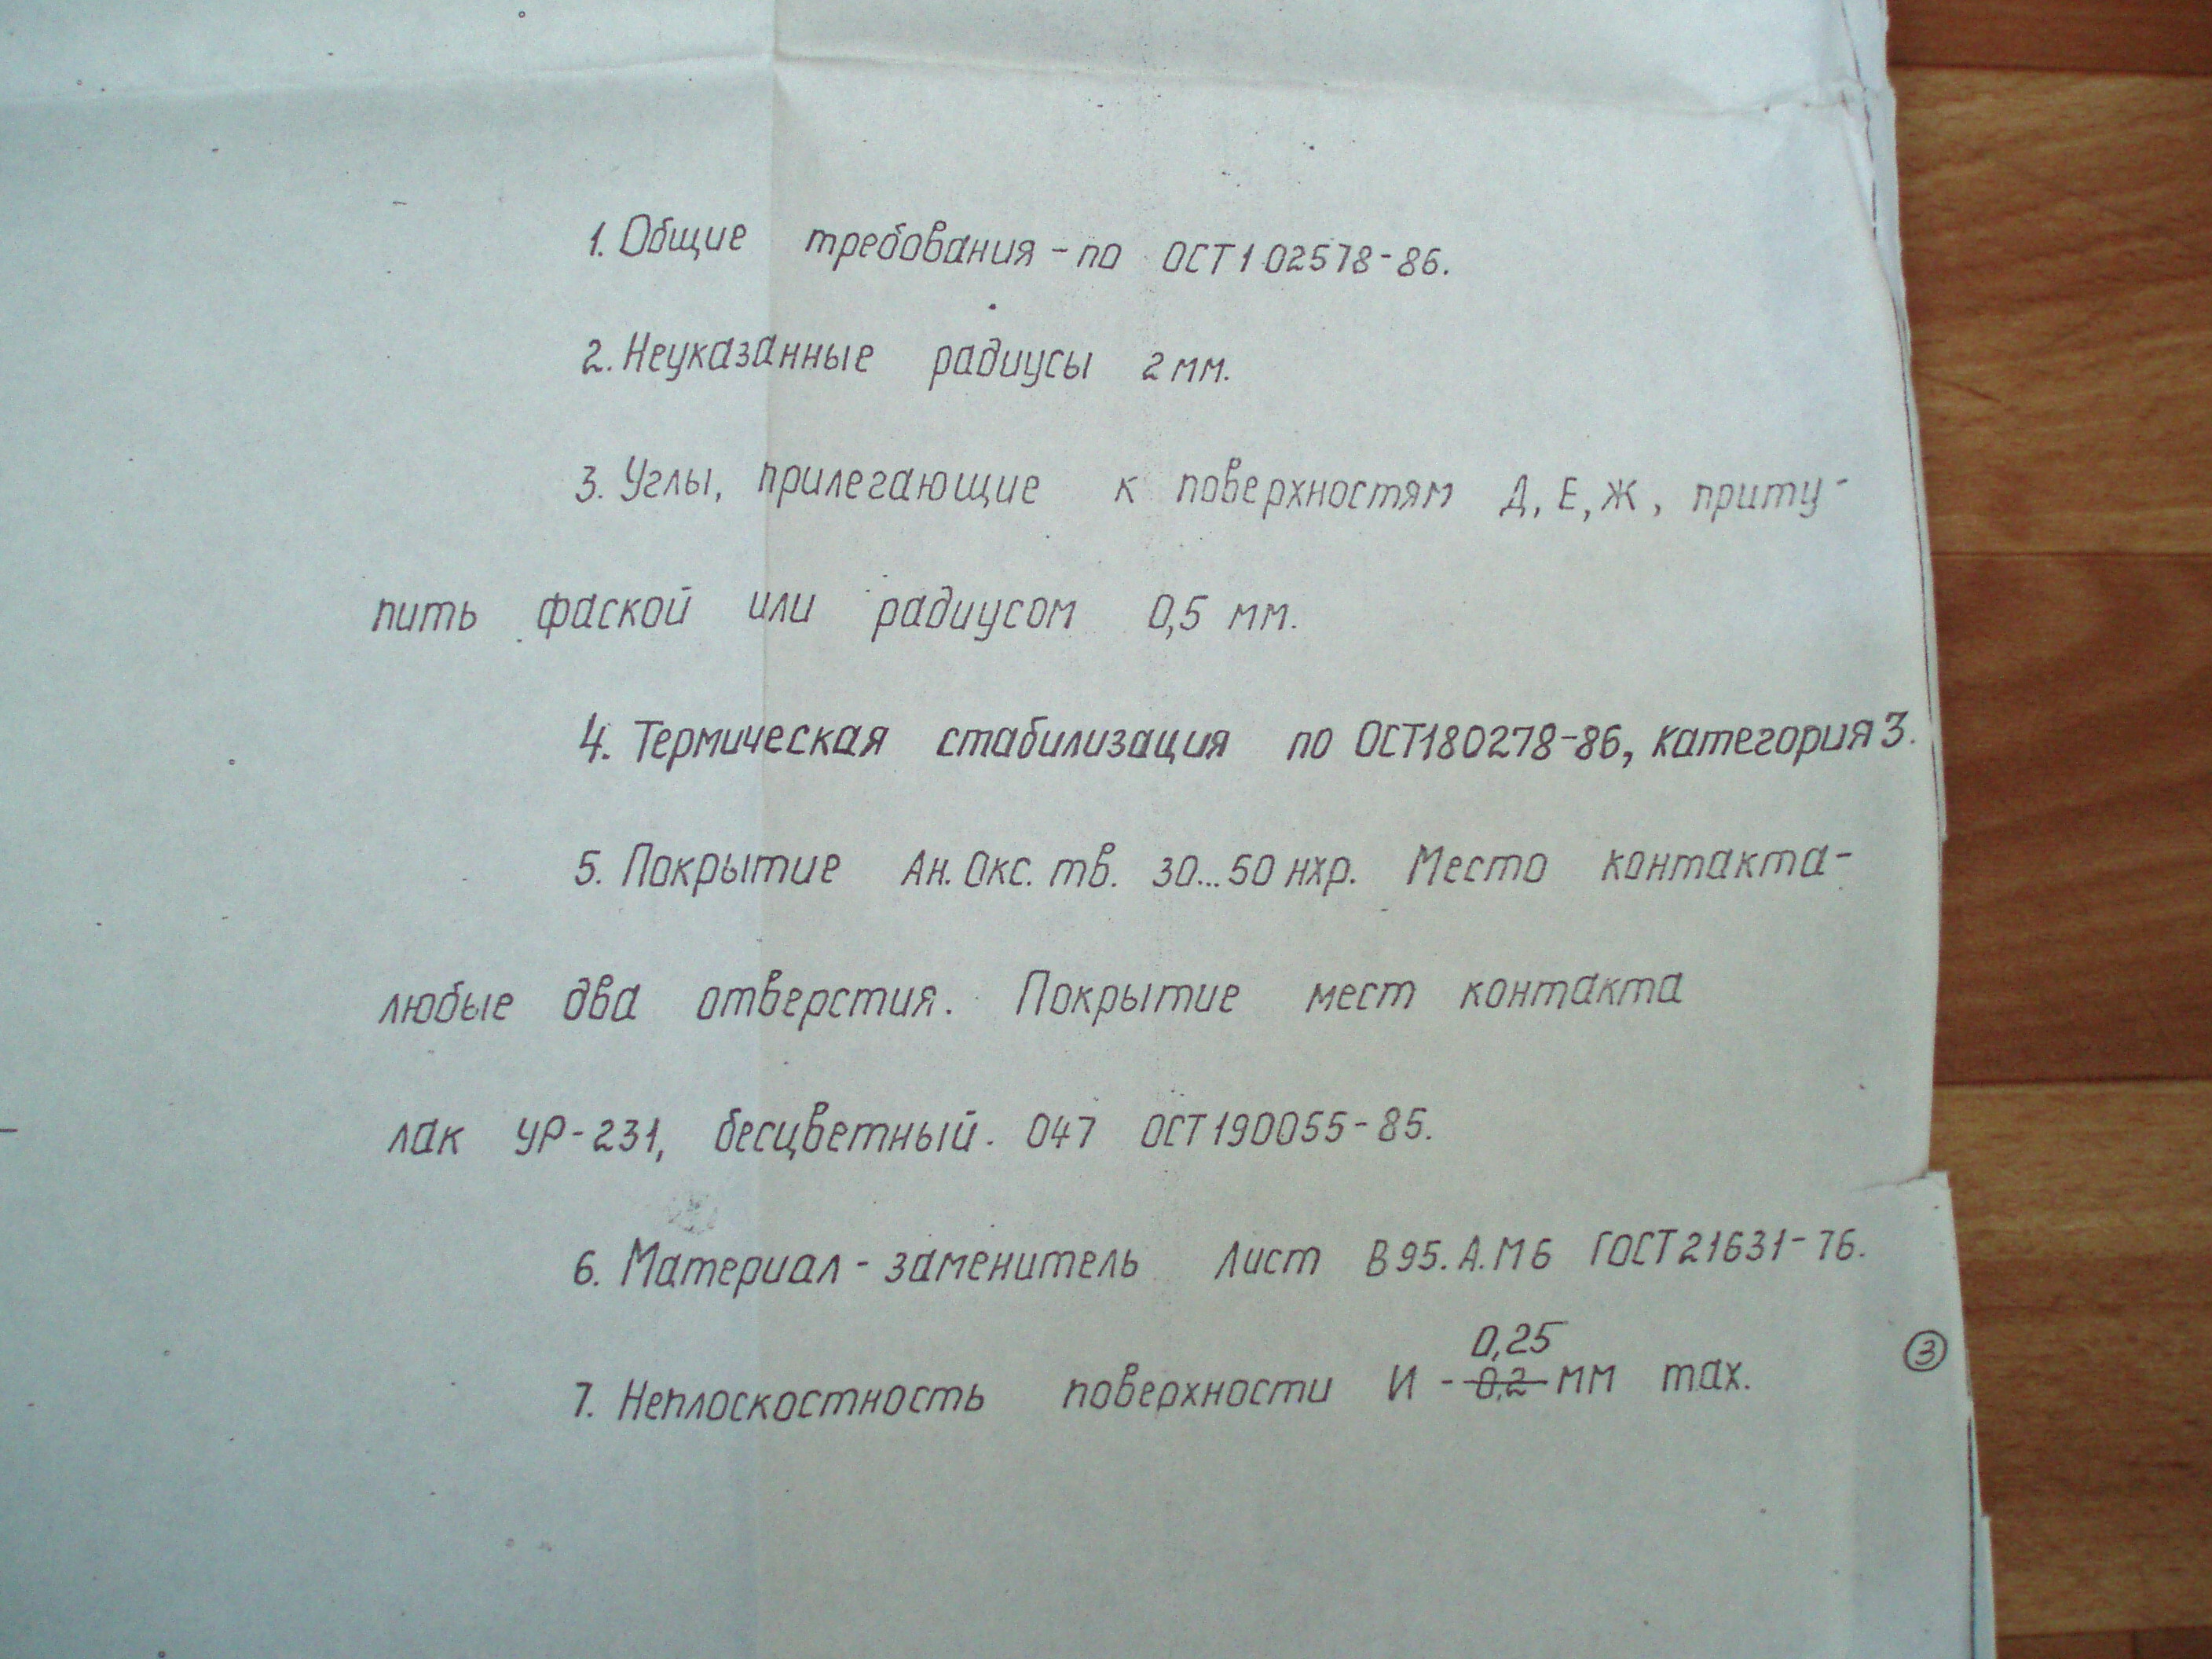 1. Общие требования - по ОСТ 1 02578-86.
2. Неуказанные радиусы 2 мм.
3. Углы, прилегающие к поверхностям Д, Е, Ж, приту-
пить фаской или радиусом 0,5 мм.
4. Термическая стабилизация по ОСТ180278-86, категория 3.
5. Покрытие Ан. Окс. тв. 30...50 нхр. Место контакта-
любые два отверстия. Покрытие мест контакта
лак УР-231, бесцветный. 047 ОСТ190055-85.
6. Материал - заменитель Лист В95.А.М6 ГОСТ21631-76.
0,25
7. Неплоскостность поверхности И - 0,2 мм max.
3